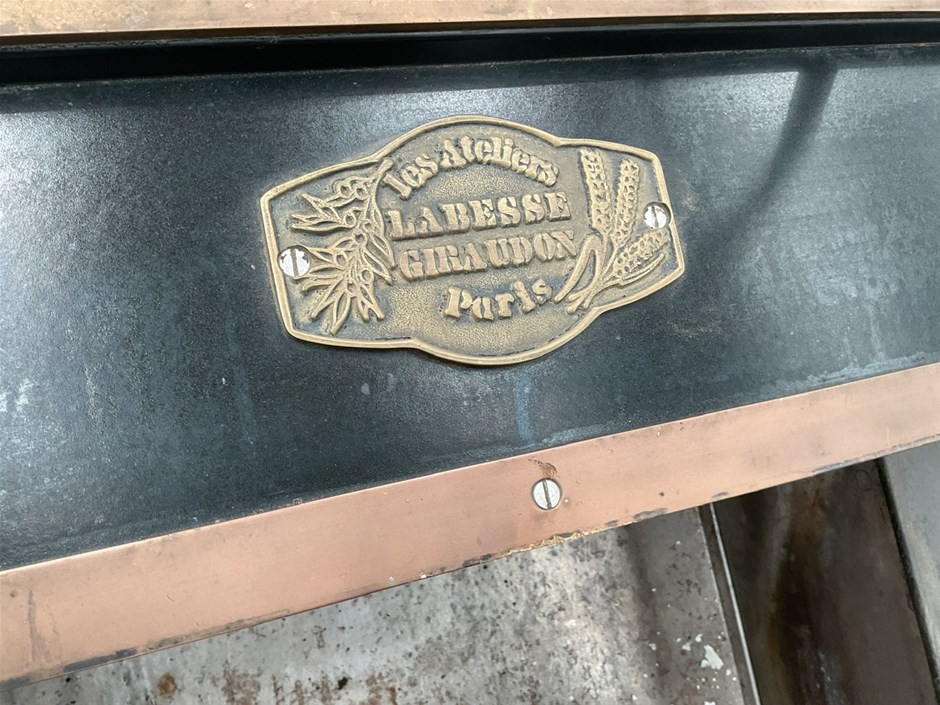 Les Ateliers
LABESSE
GIRAUDON
Paris